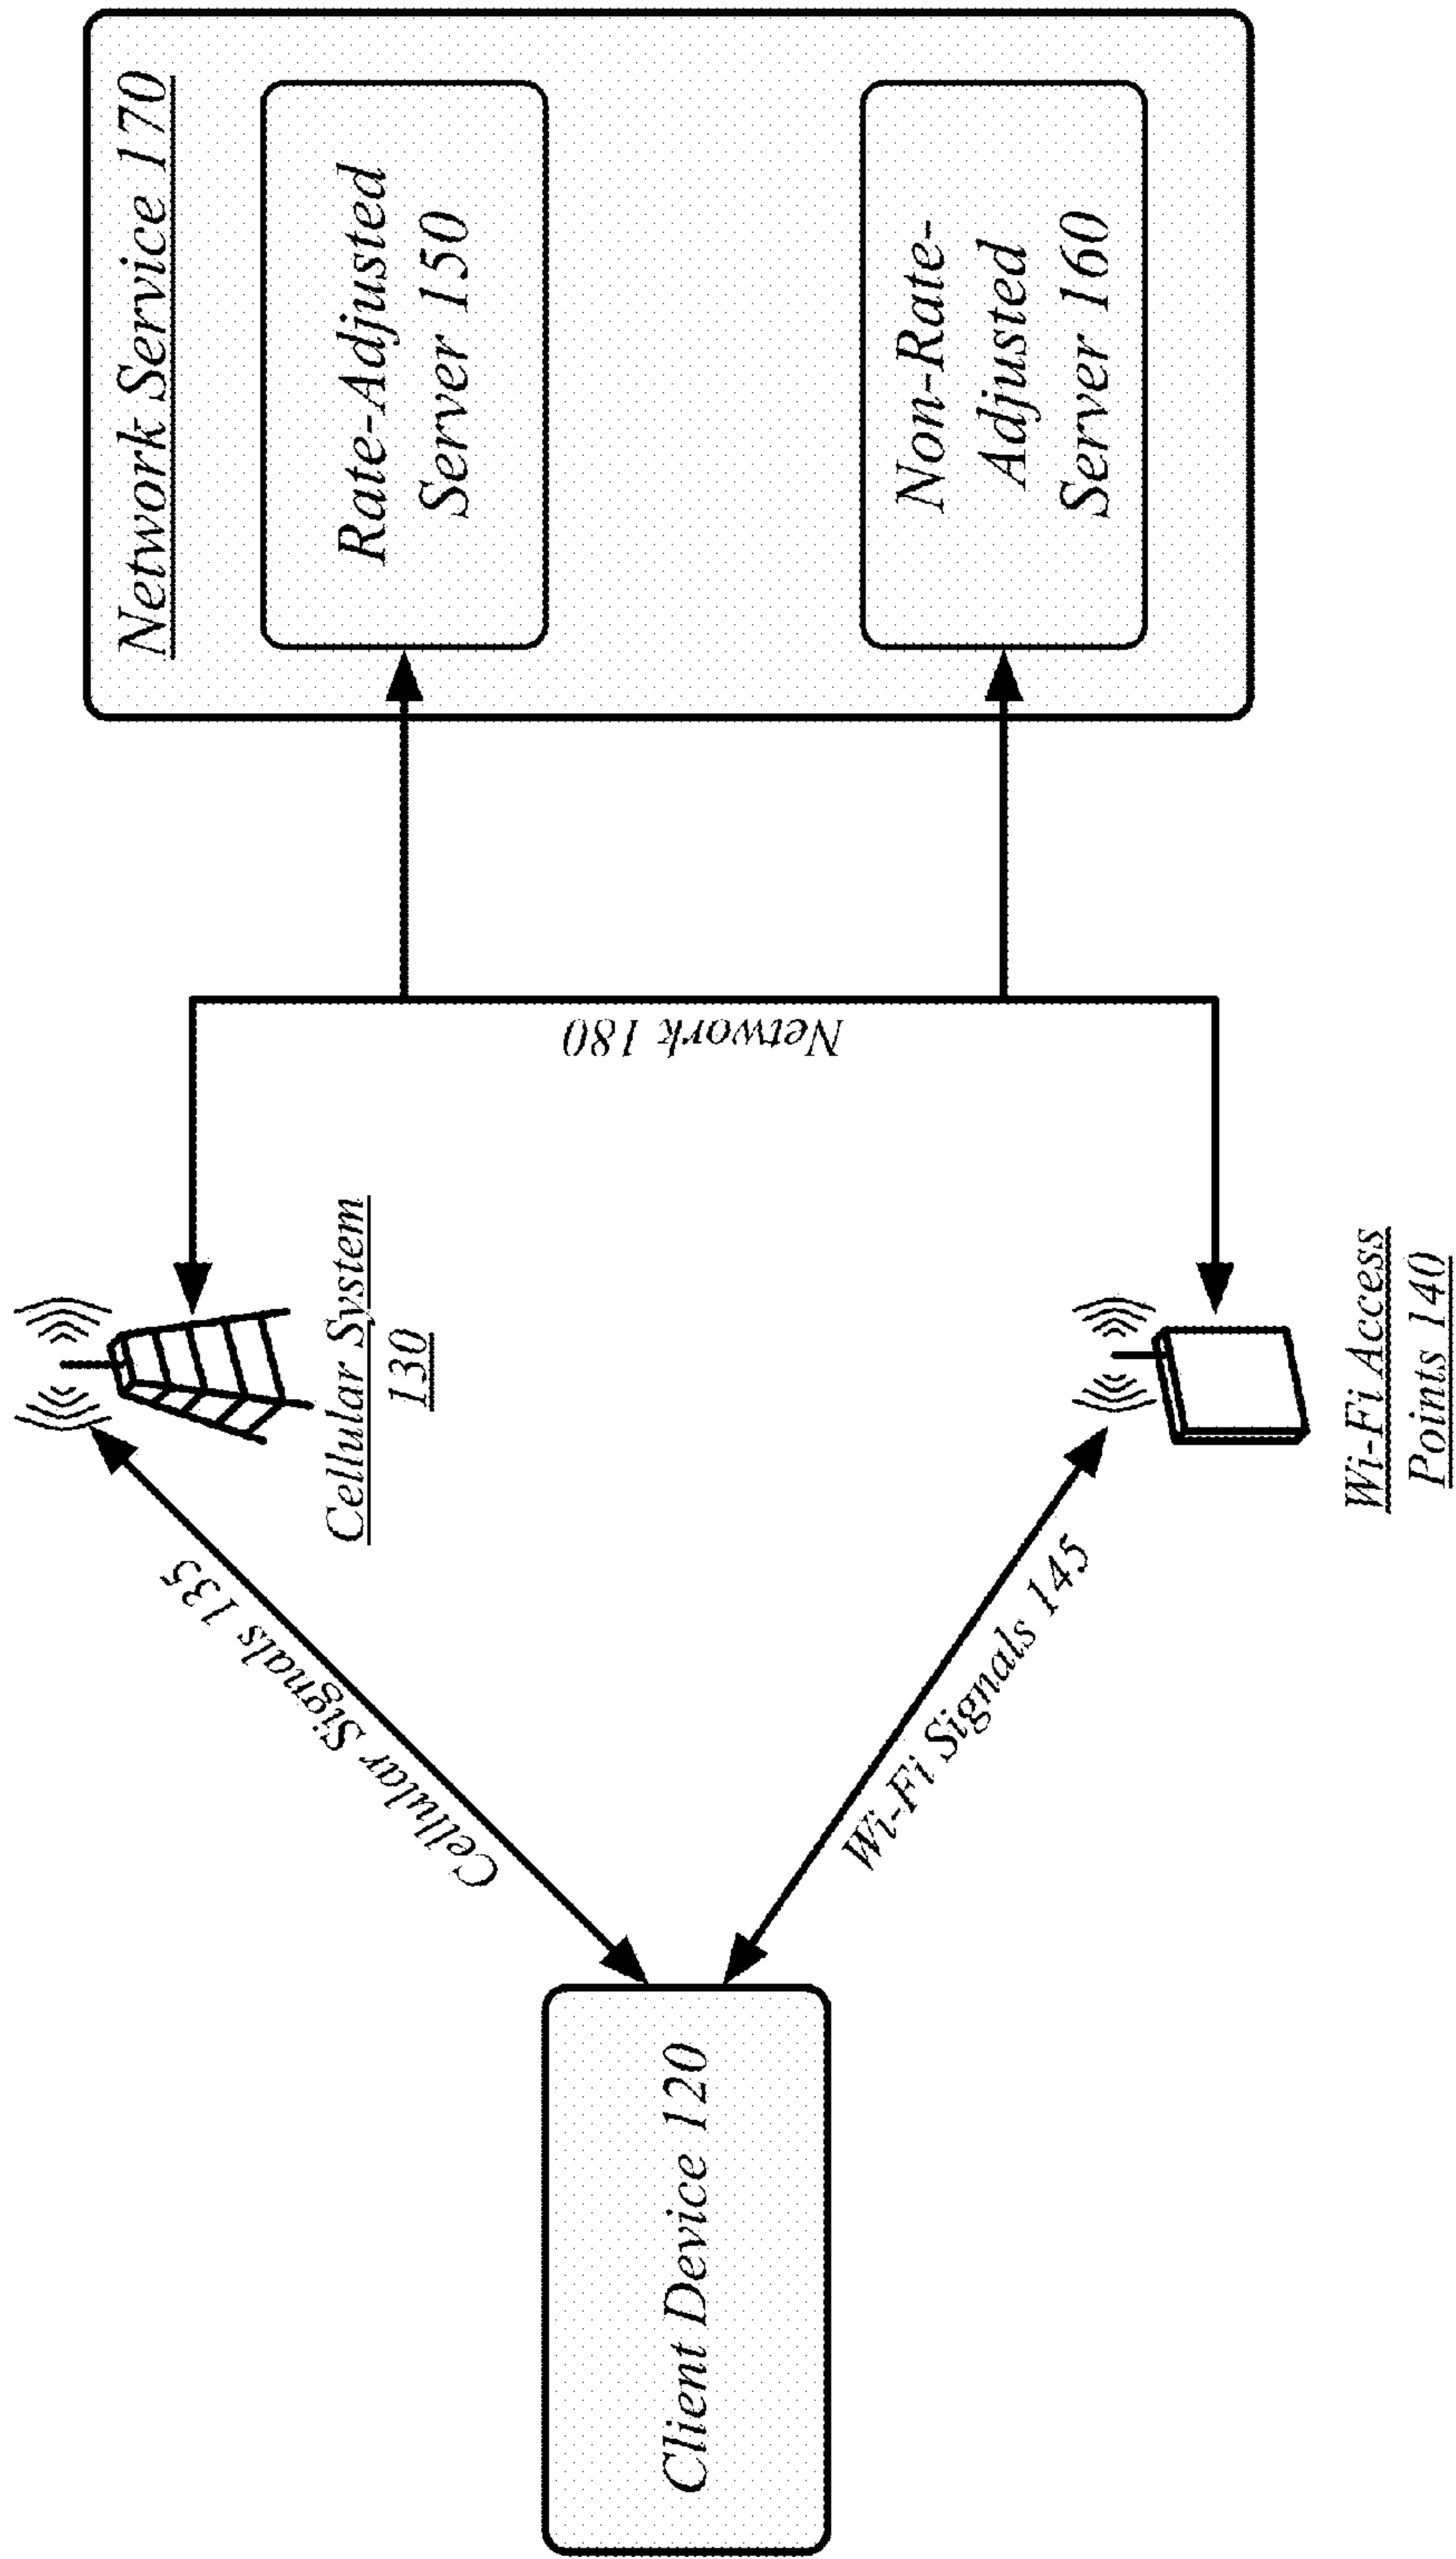 Network Service 170
Rate-Adjusted
Server 150
Non-Rate-
Adjusted
Server 160
Network 180
Cellular System
130
Wi-Fi Access
Points 140
Cellular Signals 135
Wi-Fi Signals 145
Client Device 120